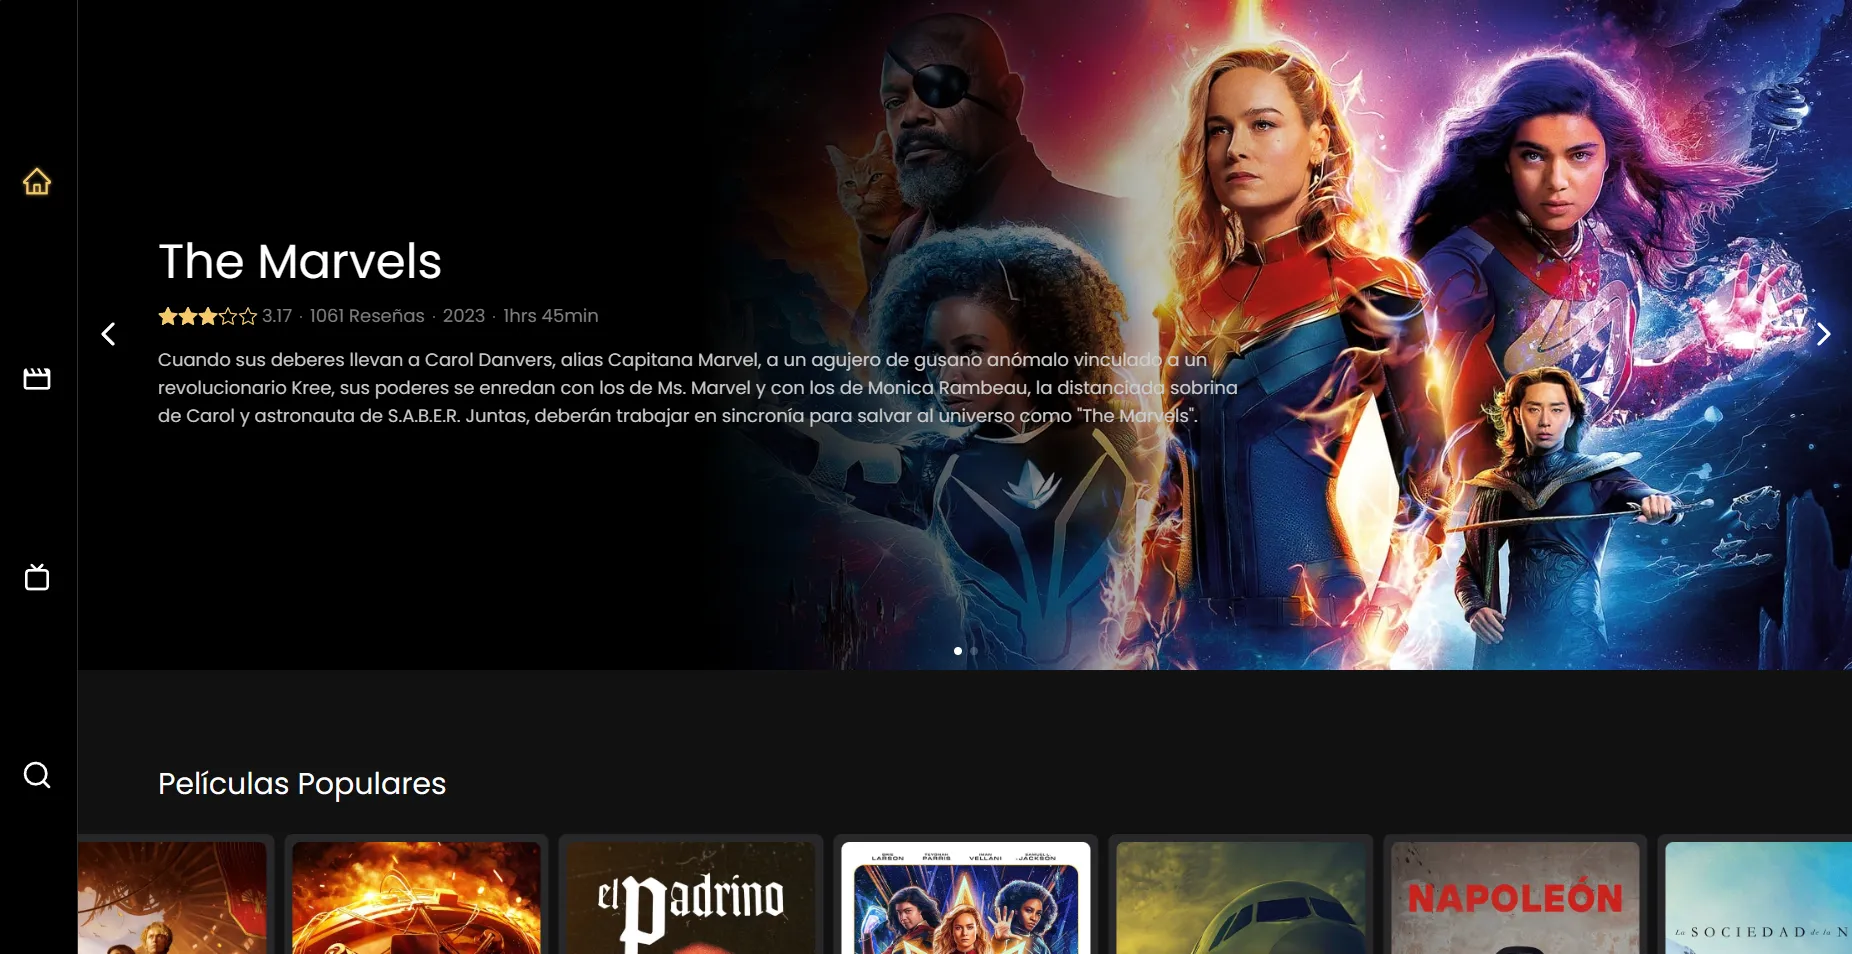 The Marvels
3.17 · 1061 Reseñas · 2023 · 1hrs 45min
Cuando sus deberes llevan a Carol Danvers, alias Capitana Marvel, a un agujero de gusano anómalo vinculado a un
revolucionario Kree, sus poderes se enredan con los de Ms. Marvel y con los de Monica Rambeau, la distanciada sobrina
de Carol y astronauta de S.A.B.E.R. Juntas, deberán trabajar en sincronía para salvar al universo como "The Marvels".
Películas Populares
el Padrino
LARSON PARRIS VELLANI JACKSON
NAPOLEÓN
La SOCIEDAD de la N